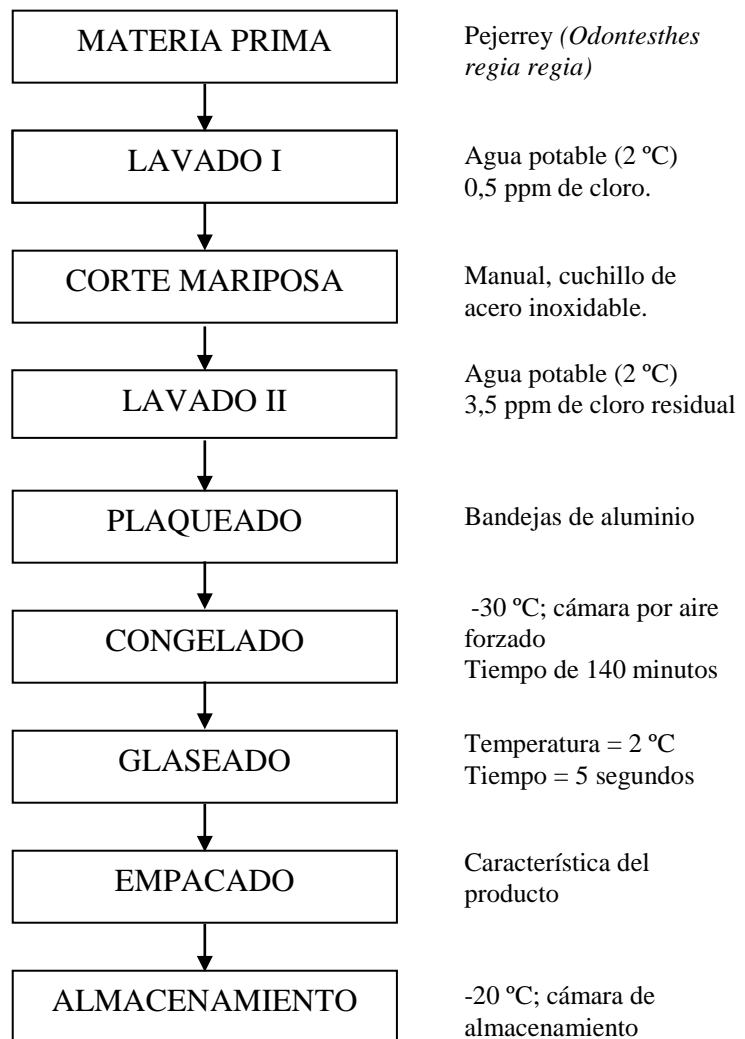 MATERIA PRIMA
Pejerrey (Odontesthes
regia regia)
LAVADO I
Agua potable (2 ºC)
0,5 ppm de cloro.
CORTE MARIPOSA
Manual, cuchillo de
acero inoxidable.
LAVADO II
Agua potable (2 ºC)
3,5 ppm de cloro residual
PLAQUEADO
Bandejas de aluminio
CONGELADO
-30 ºC; cámara por aire
forzado
Tiempo de 140 minutos
GLASEADO
Temperatura = 2 ºC
Tiempo = 5 segundos
EMPACADO
Característica del
producto
ALMACENAMIENTO
-20 ºC; cámara de
almacenamiento